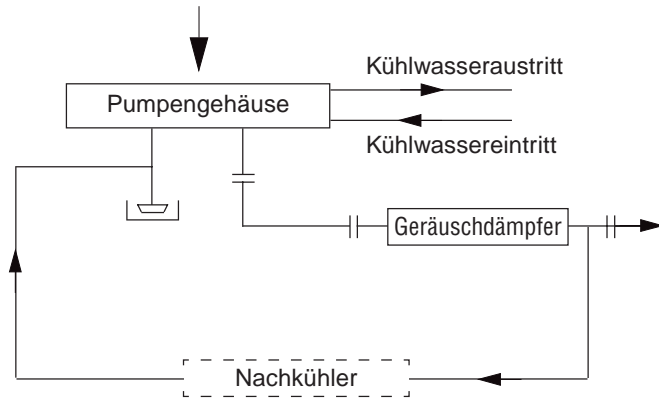 Kühlwasseraustritt
Pumpengehäuse
Kühlwassereintritt
Geräuschdämpfer
Nachkühler